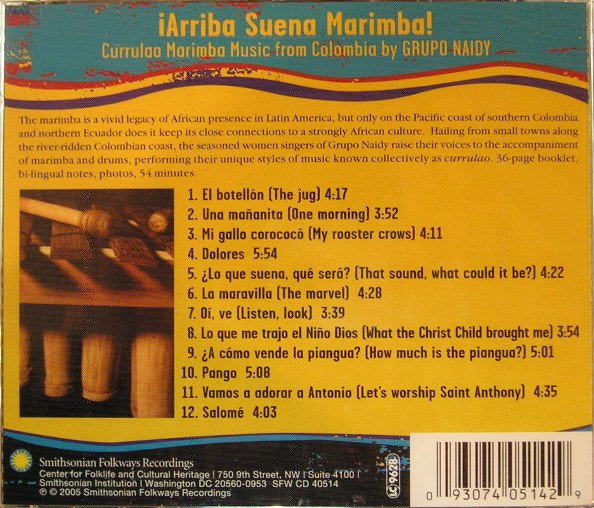 ¡Arriba Suena Marimba!
Currulao Marimba Music from Colombia by GRUPO NAIDY
The marimba is a vivid legacy of African presence in Latin America, but only on the Pacific coast of southern Colombia
and northern Ecuador does it keep its close connections to a strongly African culture. Hailing from small towns along
the river-ridden Colombian coast, the seasoned women singers of Grupo Naidy raise their voices to the accompaniment
of marimba and drums, performing their unique styles of music known collectively as currulao. 36-page booklet,
bi-lingual notes, photos, 54 minutes.
1. El botellón (The jug) 4:17
2. Una mañanita (One morning) 3:52
3. Mi gallo corococó (My rooster crows) 4:11
4. Dolores 5:54
5. ¿Lo que suena, qué será? (That sound, what could it be?) 4:22
6. La maravilla (The marvel) 4:28
7. Oí, ve (Listen, look) 3:39
8. Lo que me trajo el Niño Dios (What the Christ Child brought me) 3:54
9. ¿A cómo vende la piangua? (How much is the piangua?) 5:01
10. Pango 5:08
11. Vamos a adorar a Antonio (Let's worship Saint Anthony) 4:35
12. Salomé 4:03
Smithsonian Folkways Recordings
Center for Folklife and Cultural Heritage | 750 9th Street, NW | Suite 4100 |
Smithsonian Institution | Washington DC 20560-0953 SFW CD 40514
℗ © 2005 Smithsonian Folkways Recordings
LC 9628
0 93074 05142 9